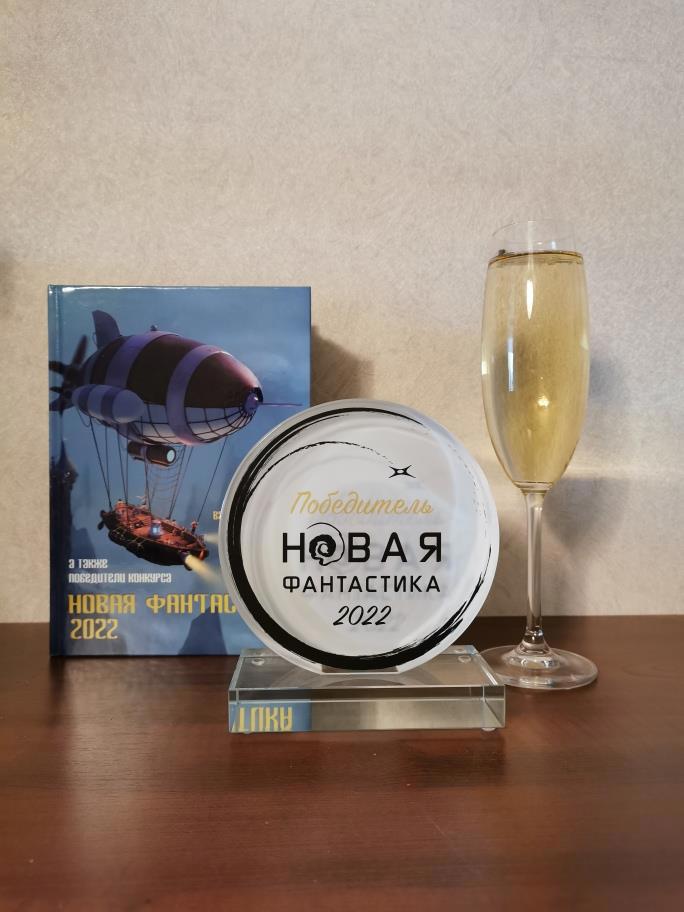 а также
победители конкурса
НОВАЯ ФАНТАС
2022
Победитель
НОВАЯ
ФАНТАСТИКА
2022